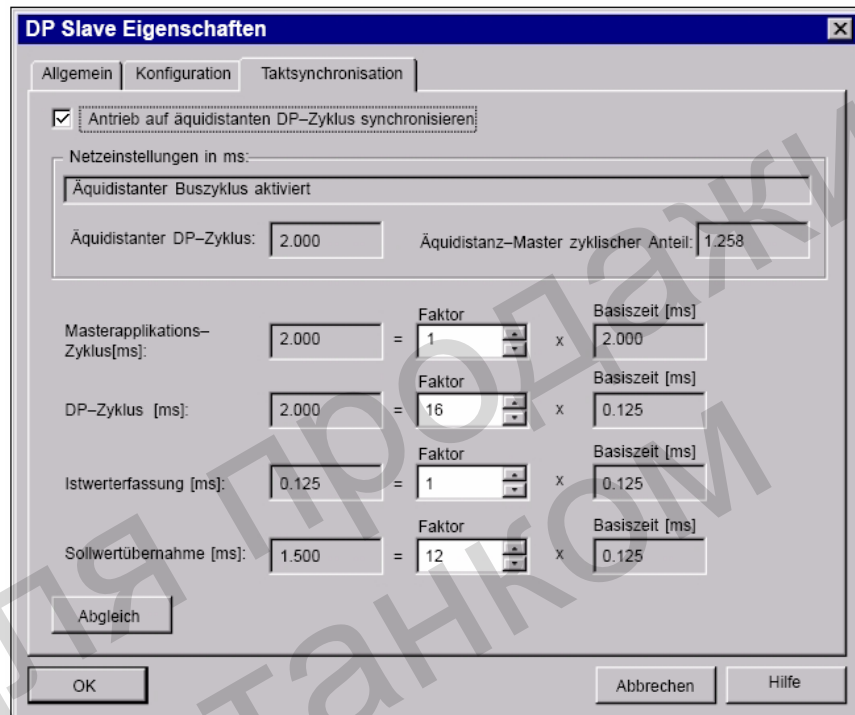 DP Slave Eigenschaften
Allgemein Konfiguration Taktsynchronisation
Antrieb auf äquidistanten DP–Zyklus synchronisieren
Netzeinstellungen in ms:
Äquidistanter Buszyklus aktiviert
Äquidistanter DP–Zyklus: 2.000 Äquidistanz–Master zyklischer Anteil: 1.258
Faktor Basiszeit [ms]
Masterapplikations–
Zyklus[ms]: 2.000 = 1 x 2.000
Faktor Basiszeit [ms]
DP–Zyklus [ms]: 2.000 = 16 x 0.125
Faktor Basiszeit [ms]
Istwerterfassung [ms]: 0.125 = 1 x 0.125
Faktor Basiszeit [ms]
Sollwertübernahme [ms]: 1.500 = 12 x 0.125
Abgleich
OK Abbrechen Hilfe
ля продажи
танком